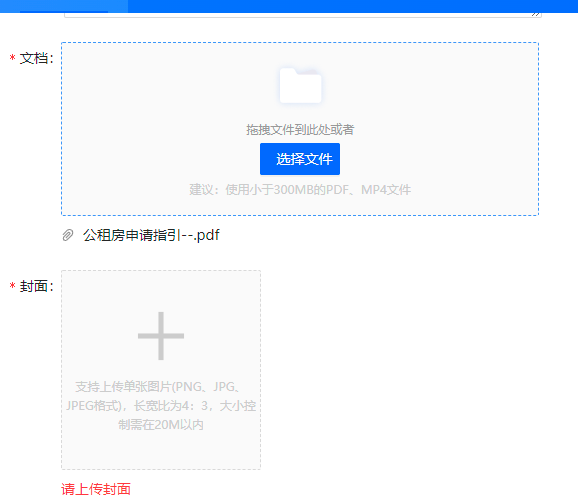 * 文档：
拖拽文件到此处或者
选择文件
建议：使用小于300MB的PDF、MP4文件
公租房申请指引--.pdf
* 封面：
支持上传单张图片(PNG、JPG、
JPEG格式)，长宽比为4：3，大小控
制需在20M以内
请上传封面